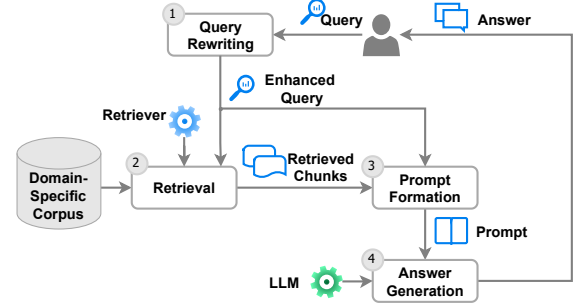 1
Query
Rewriting
Query
Answer
Enhanced
Query
Retriever
Domain-
Specific
Corpus
2
Retrieval
Retrieved
Chunks
3
Prompt
Formation
Prompt
LLM
4
Answer
Generation